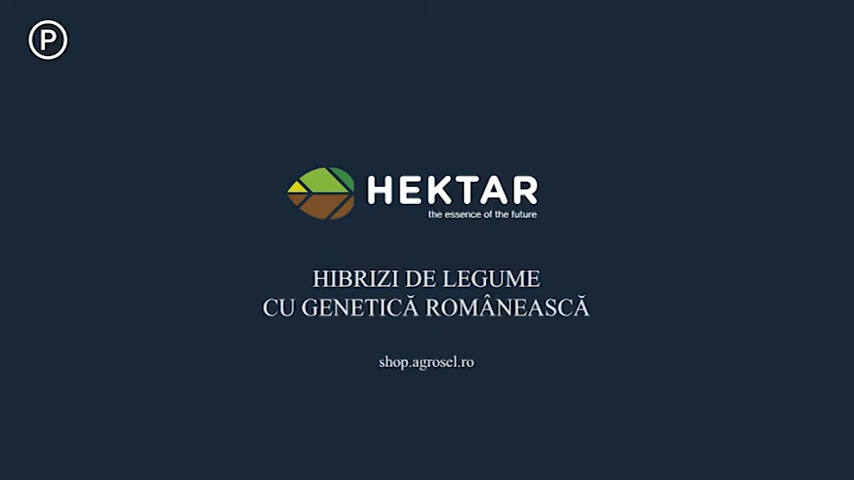 P
HEKTAR
the essence of the future
HIBRIZI DE LEGUME
CU GENETICĂ ROMÂNEASCĂ
shop.agrosel.ro